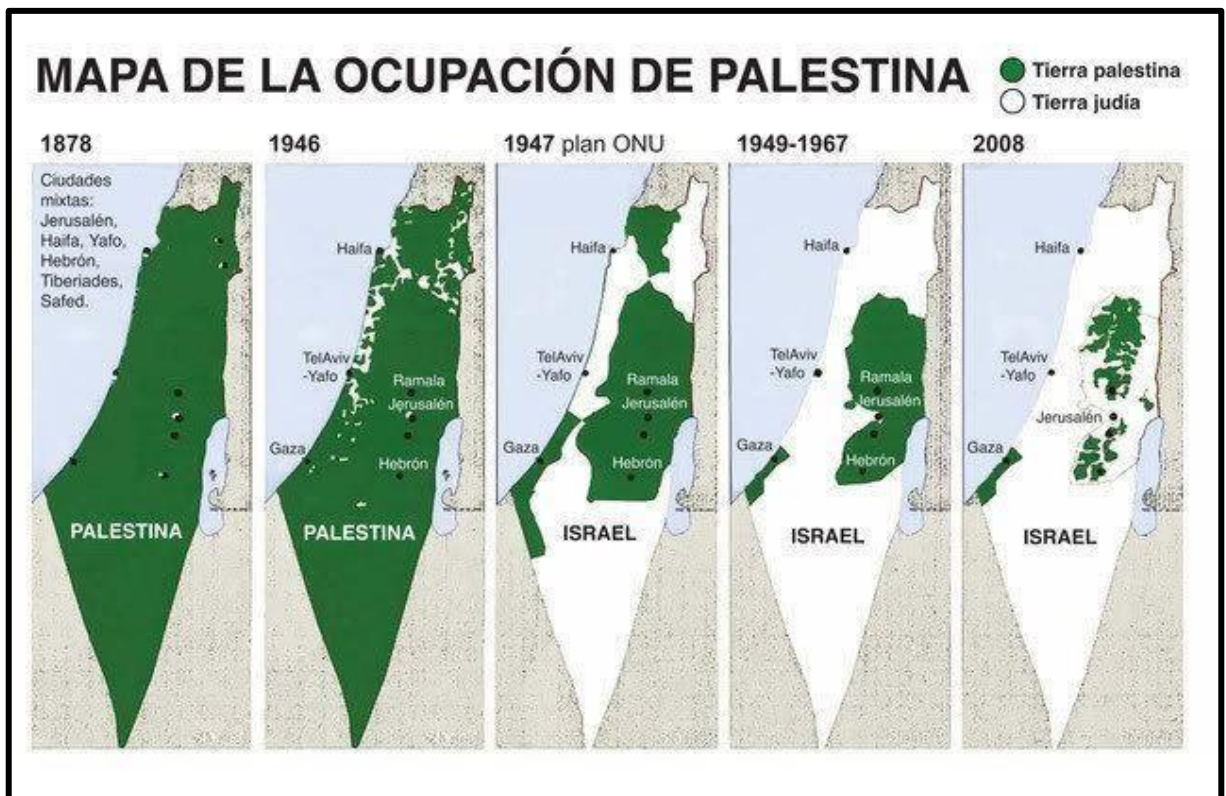 MAPA DE LA OCUPACIÓN DE PALESTINA
Tierra palestina
Tierra judía
1878
Ciudades
mixtas:
Jerusalén,
Haifa, Yafo,
Hebrón,
Tiberiades,
Safed.
PALESTINA
1946
Haifa
TelAviv
-Yafo
Ramala
Jerusalén
Gaza
Hebrón
PALESTINA
1947 plan ONU
Haifa
TelAviv
-Yafo
Ramala
Jerusalén
Gaza
Hebrón
ISRAEL
1949-1967
Haifa
TelAviv
-Yafo
Ramala
Jerusalén
Gaza
Hebrón
ISRAEL
2008
Haifa
TelAviv
-Yafo
Jerusalén
Gaza
ISRAEL